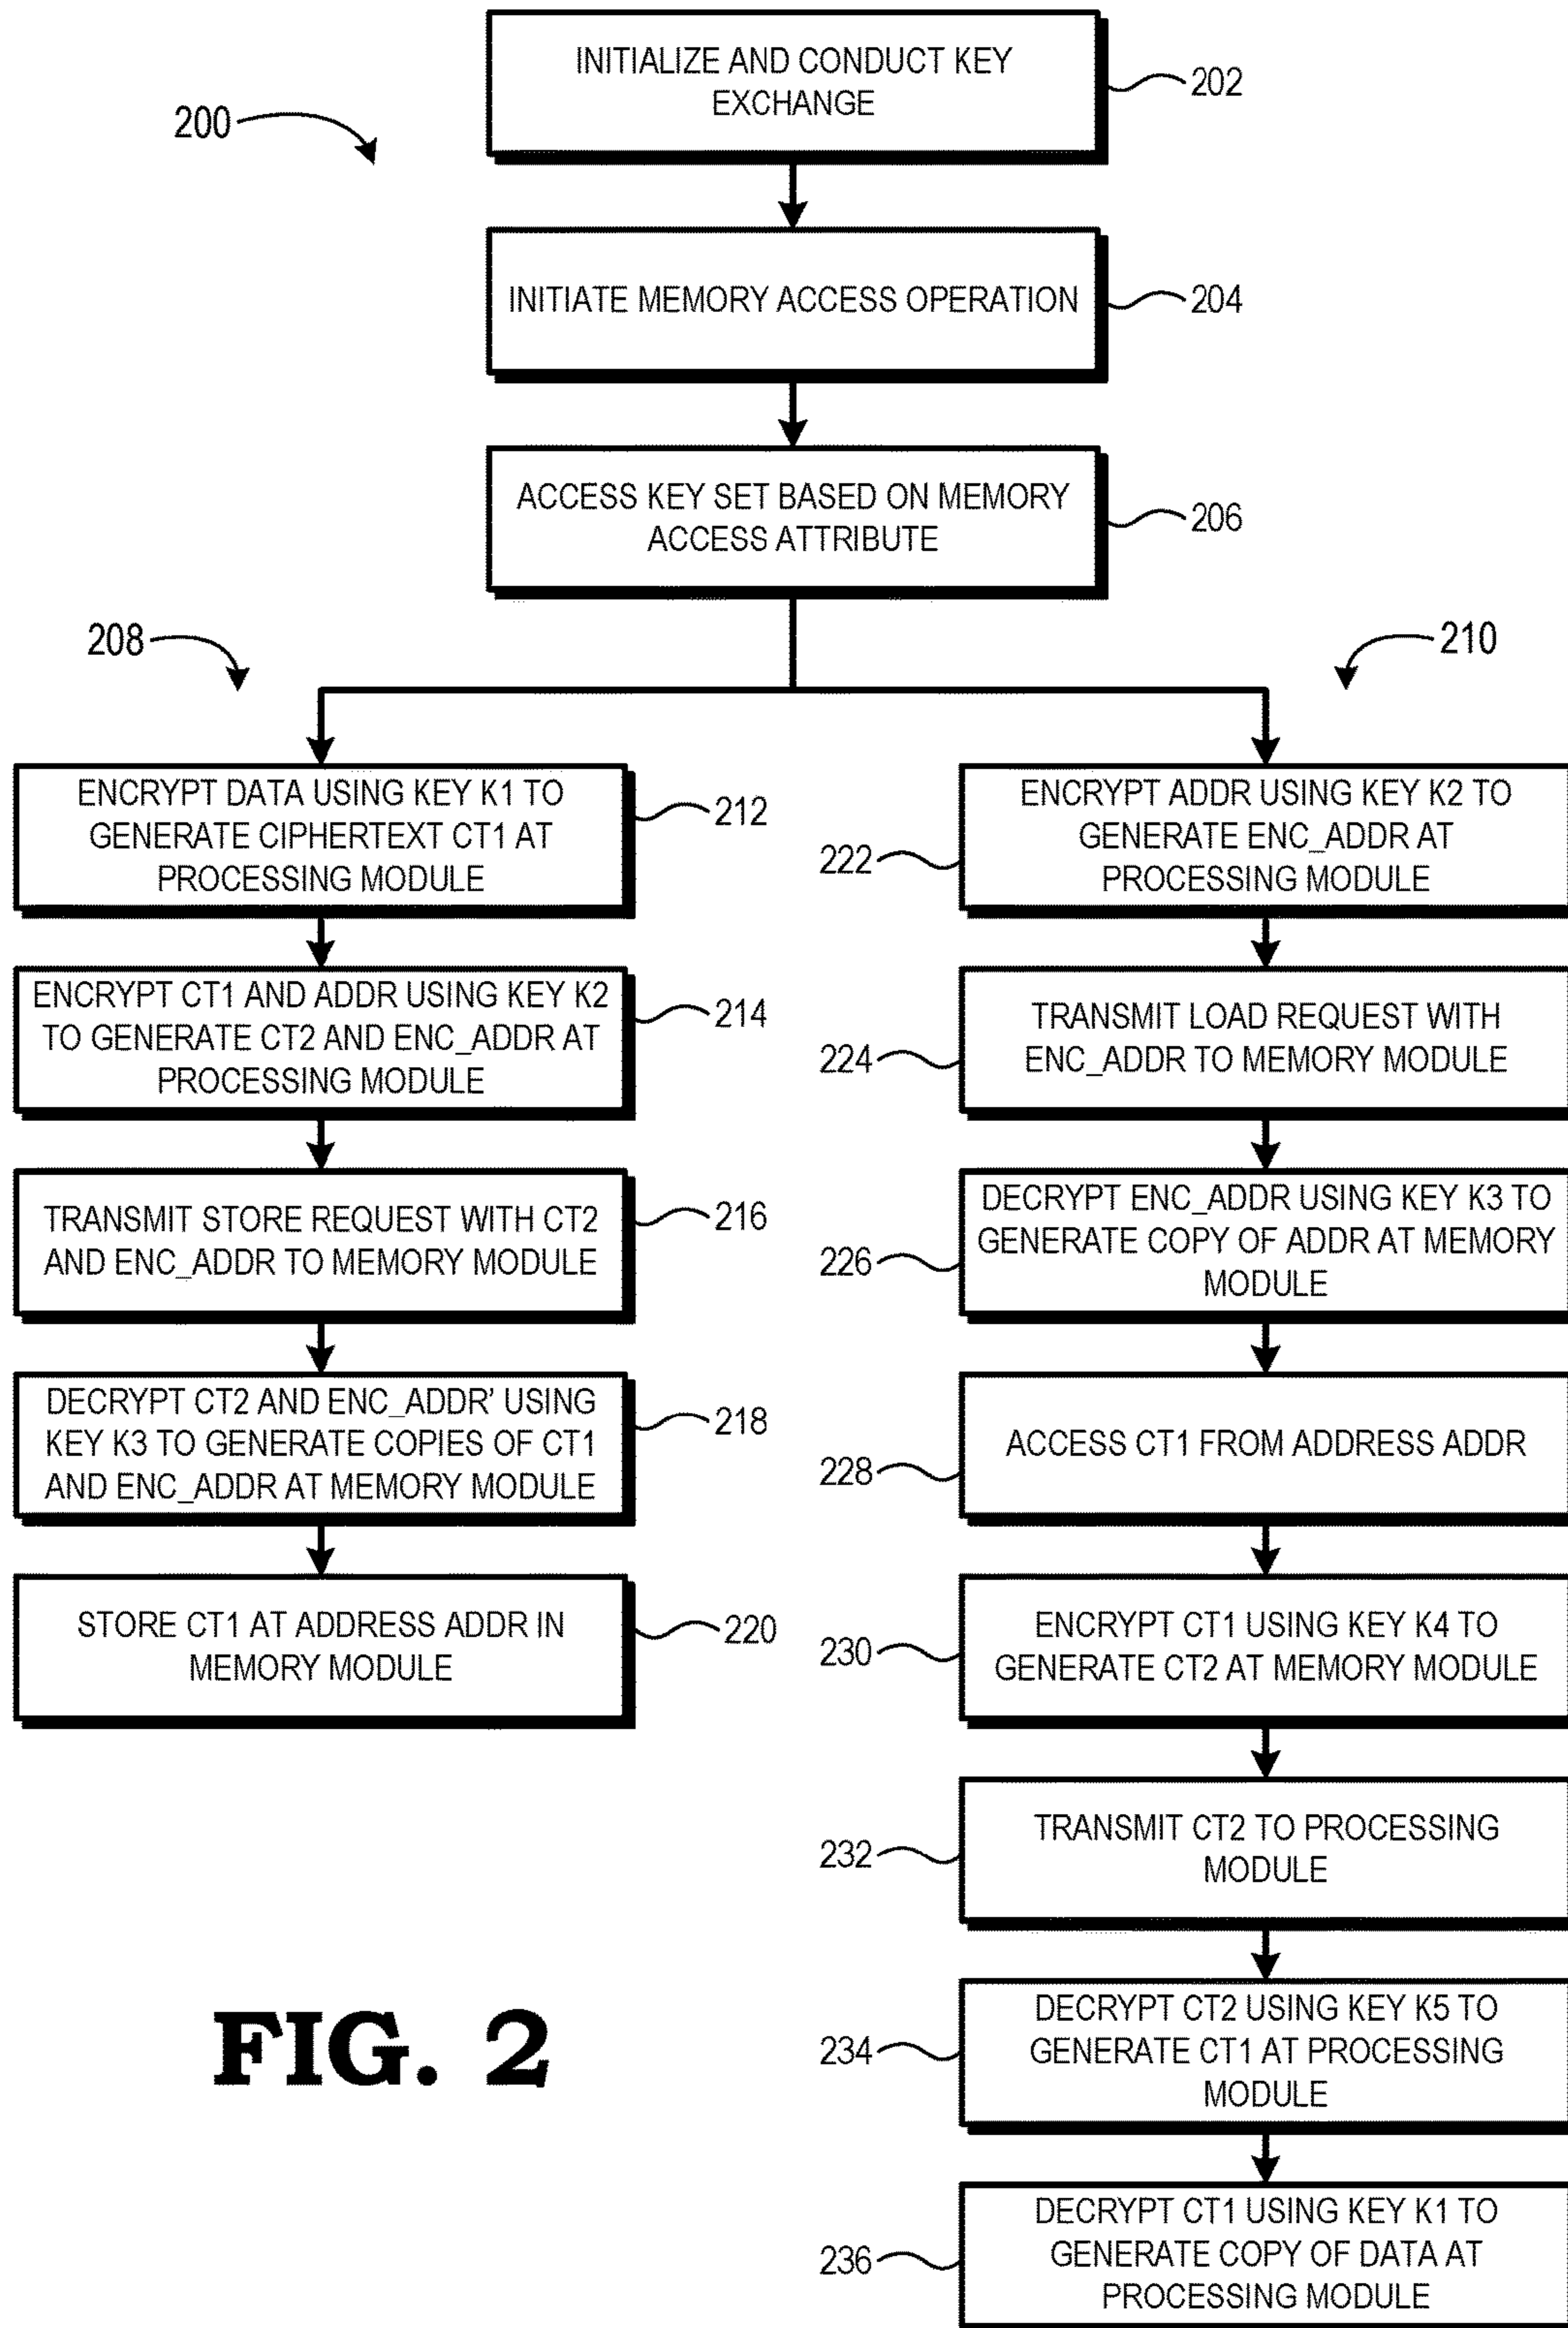 INITIALIZE AND CONDUCT KEY
EXCHANGE
202
200
INITIATE MEMORY ACCESS OPERATION
204
ACCESS KEY SET BASED ON MEMORY
ACCESS ATTRIBUTE
206
208
210
ENCRYPT DATA USING KEY K1 TO
GENERATE CIPHERTEXT CT1 AT
PROCESSING MODULE
212
ENCRYPT CT1 AND ADDR USING KEY K2
TO GENERATE CT2 AND ENC_ADDR AT
PROCESSING MODULE
214
TRANSMIT STORE REQUEST WITH CT2
AND ENC_ADDR TO MEMORY MODULE
216
DECRYPT CT2 AND ENC_ADDR' USING
KEY K3 TO GENERATE COPIES OF CT1
AND ENC_ADDR AT MEMORY MODULE
218
STORE CT1 AT ADDRESS ADDR IN
MEMORY MODULE
220
ENCRYPT ADDR USING KEY K2 TO
GENERATE ENC_ADDR AT
PROCESSING MODULE
222
TRANSMIT LOAD REQUEST WITH
ENC_ADDR TO MEMORY MODULE
224
DECRYPT ENC_ADDR USING KEY K3 TO
GENERATE COPY OF ADDR AT MEMORY
MODULE
226
ACCESS CT1 FROM ADDRESS ADDR
228
ENCRYPT CT1 USING KEY K4 TO
GENERATE CT2 AT MEMORY MODULE
230
TRANSMIT CT2 TO PROCESSING
MODULE
232
DECRYPT CT2 USING KEY K5 TO
GENERATE CT1 AT PROCESSING
MODULE
234
DECRYPT CT1 USING KEY K1 TO
GENERATE COPY OF DATA AT
PROCESSING MODULE
236
FIG. 2